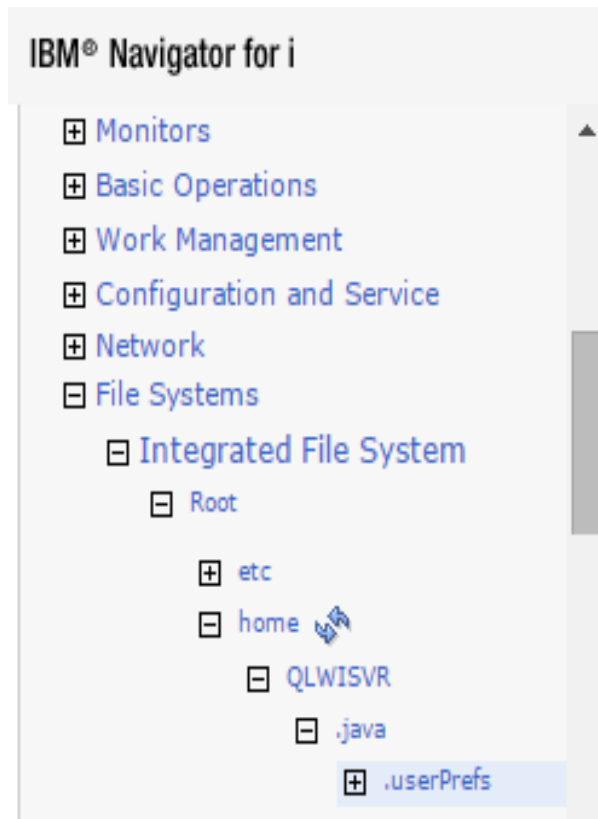 IBM® Navigator for i
Monitors
Basic Operations
Work Management
Configuration and Service
Network
File Systems
Integrated File System
Root
etc
home
QLWISVR
.java
.userPrefs